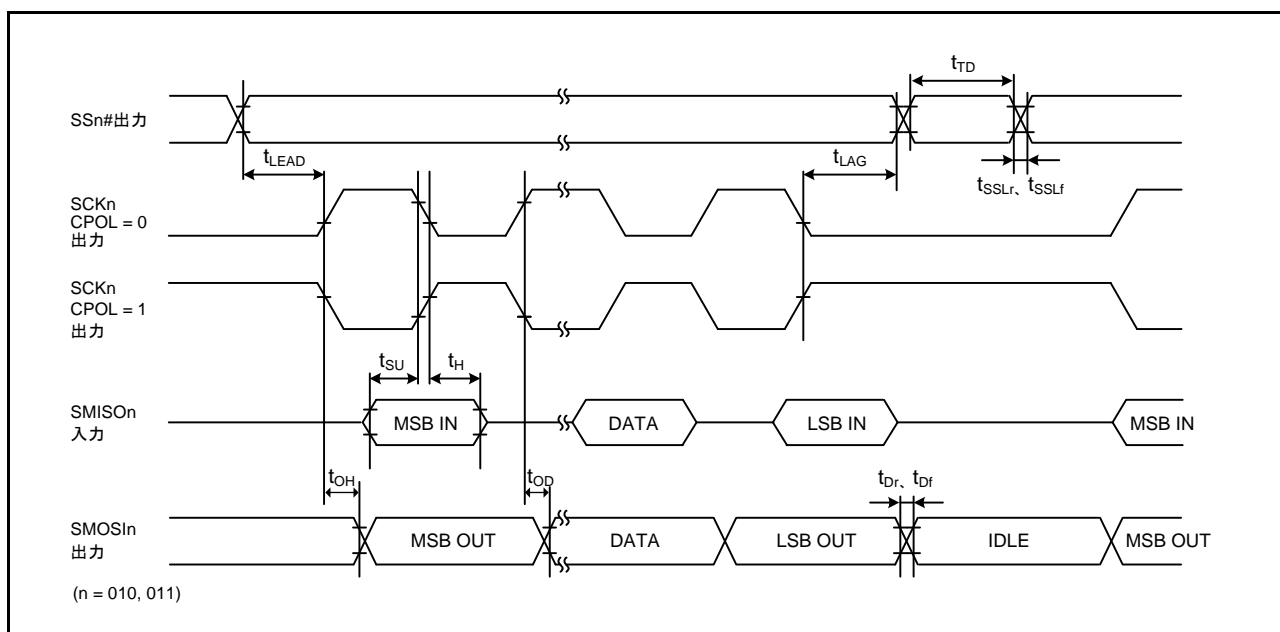 tTD
SSn#出力
tLEAD
tLAG
tSSLr、tSSLf
SCKn
CPOL = 0
出力
SCKn
CPOL = 1
出力
tSU
tH
SMISOn
入力
MSB IN
DATA
LSB IN
MSB IN
tOH
tOD
tDr、tDf
SMOSIn
出力
MSB OUT
DATA
LSB OUT
IDLE
MSB OUT
(n = 010, 011)